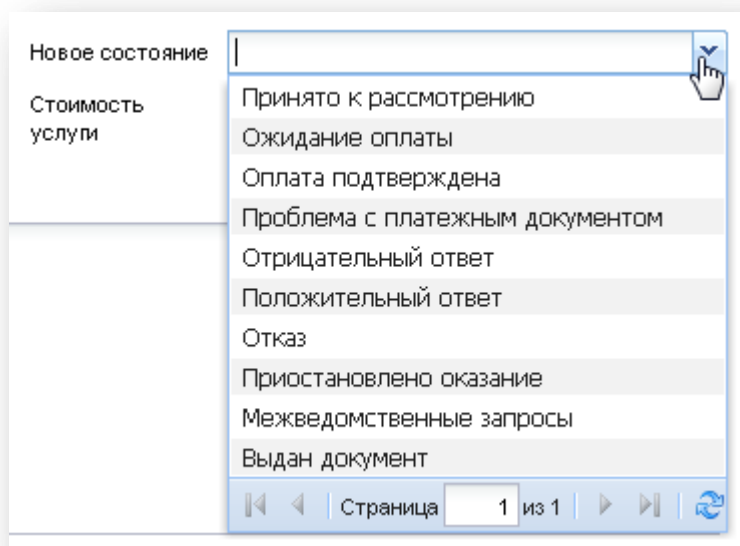 Новое состояние
Стоимость
услуги
Принято к рассмотрению
Ожидание оплаты
Оплата подтверждена
Проблема с платежным документом
Отрицательный ответ
Положительный ответ
Отказ
Приостановлено оказание
Межведомственные запросы
Выдан документ
Страница 1 из 1